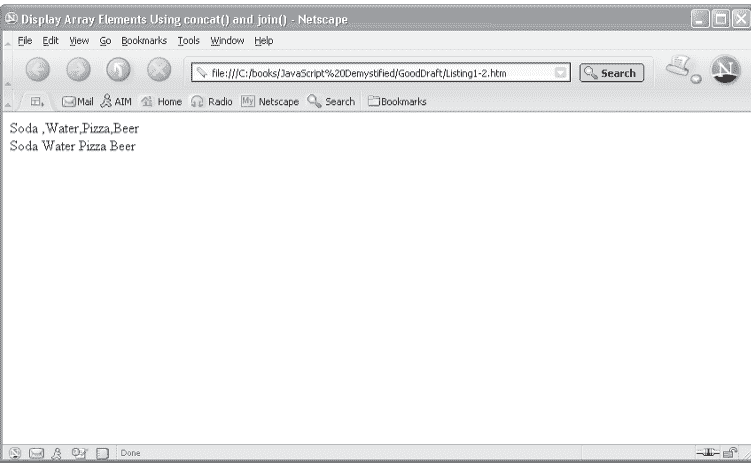 Display Array Elements Using concat() and join() - Netscape
File Edit View Go Bookmarks Tools Window Help
file:///C:/books/JavaScript%20Demystified/GoodDraft/Listing1-2.htm Search N
Mail AIM Home Radio My Netscape Search Bookmarks
Soda ,Water,Pizza,Beer
Soda Water Pizza Beer
Done